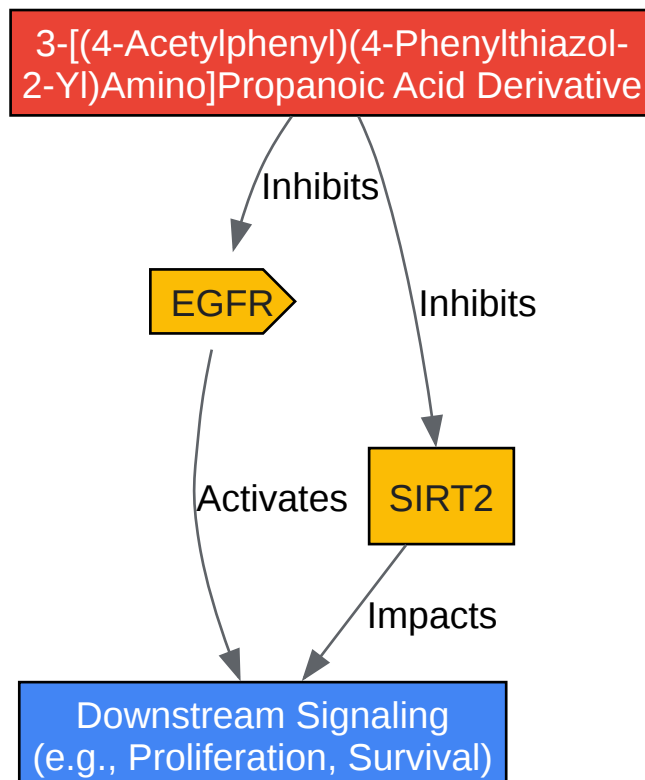 3-[(4-Acetylphenyl)(4-Phenylthiazol-
2-Yl)Amino]Propanoic Acid Derivative
Inhibits
EGFR
Inhibits
Activates
SIRT2
Impacts
Downstream Signaling
(e.g., Proliferation, Survival)